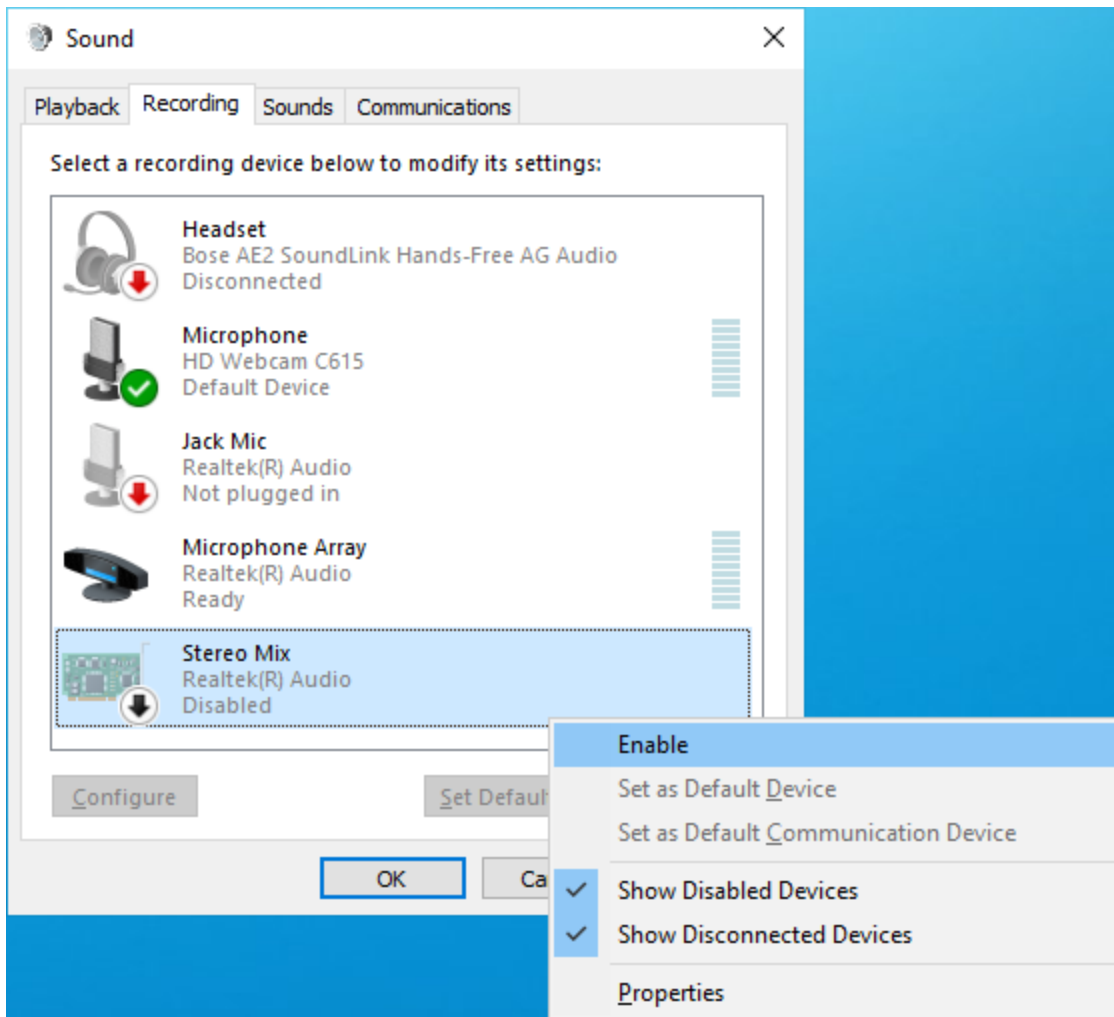 Sound
Playback Recording Sounds Communications
Select a recording device below to modify its settings:
Headset
Bose AE2 SoundLink Hands-Free AG Audio
Disconnected
Microphone
HD Webcam C615
Default Device
Jack Mic
Realtek(R) Audio
Not plugged in
Microphone Array
Realtek(R) Audio
Ready
Stereo Mix
Realtek(R) Audio
Disabled
Configure Set Defaul
OK Ca
Enable
Set as Default Device
Set as Default Communication Device
Show Disabled Devices
Show Disconnected Devices
Properties